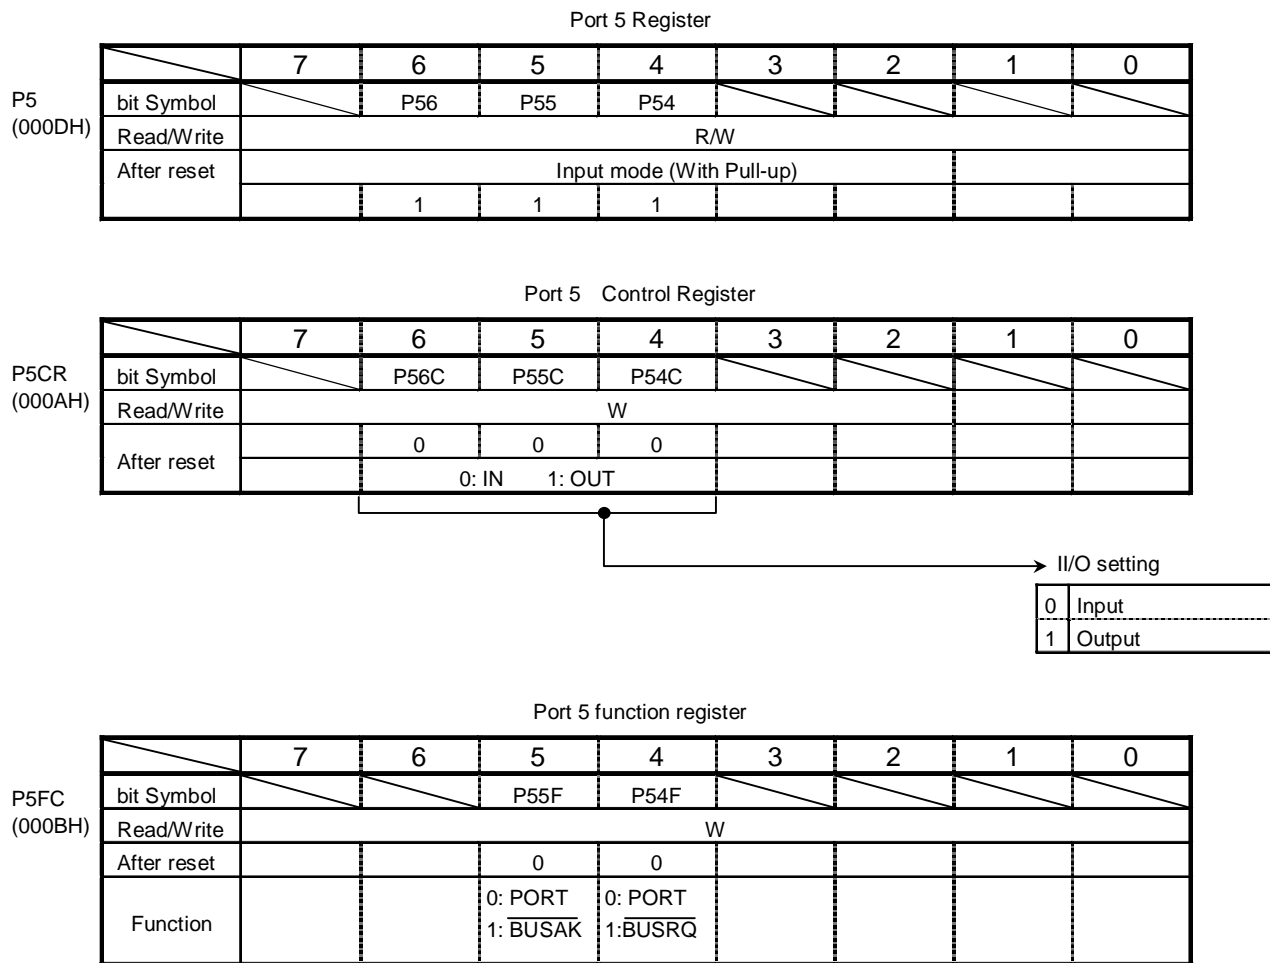 Port 5 Register
7 6 5 4 3 2 1 0
P5
(000DH)
bit Symbol P56 P55 P54
Read/Write R/W
After reset Input mode (With Pull-up)
1 1 1
Port 5 Control Register
7 6 5 4 3 2 1 0
P5CR
(000AH)
bit Symbol P56C P55C P54C
Read/Write W
After reset 0 0 0
0: IN 1: OUT
II/O setting
0 Input
1 Output
Port 5 function register
7 6 5 4 3 2 1 0
P5FC
(000BH)
bit Symbol P55F P54F
Read/Write W
After reset 0 0
Function 0: PORT 0: PORT
1: BUSAK 1:BUSRQ